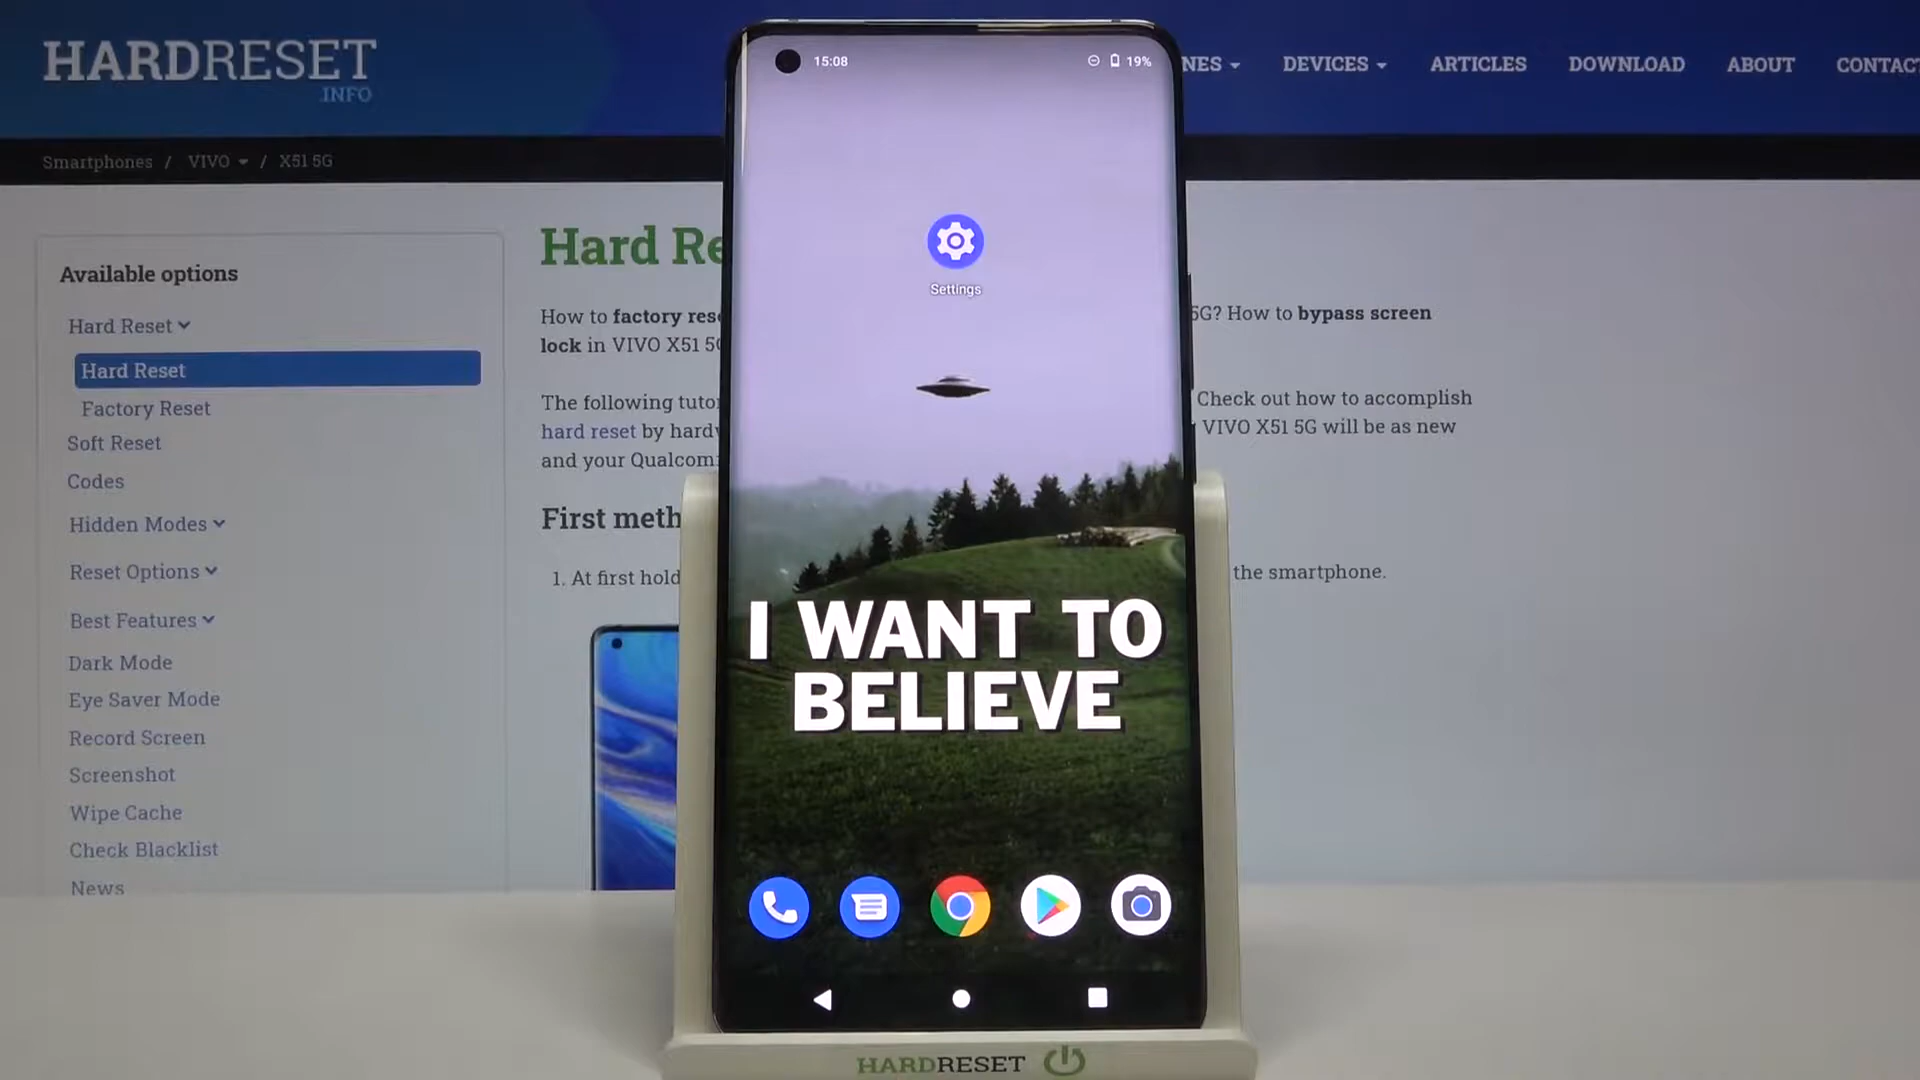 HARDRESET
.INFO
NES
DEVICES
ARTICLES
DOWNLOAD
ABOUT
CONTAC
Smartphones / VIVO / X51 5G
Available options
Hard Reset
Hard Reset
Factory Reset
Soft Reset
Codes
Hidden Modes
Reset Options
Best Features
Dark Mode
Eye Saver Mode
Record Screen
Screenshot
Wipe Cache
Check Blacklist
News
Hard Re
How to factory res
5G? How to bypass screen
lock in VIVO X51 5G
The following tuto
Check out how to accomplish
hard reset by hardw
VIVO X51 5G will be as new
and your Qualcom
First meth
1. At first hold
the smartphone.
15:08
19%
Settings
I WANT TO
BELIEVE
HARDRESET